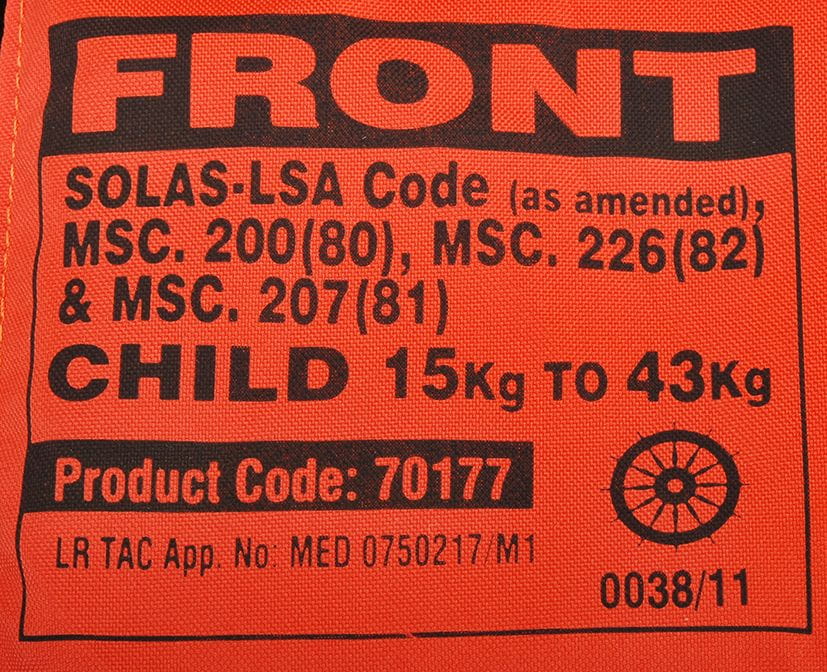 FRONT
SOLAS-LSA Code (as amended),
MSC. 200(80), MSC. 226(82)
& MSC. 207(81)
CHILD 15Kg TO 43Kg
Product Code: 70177
LR TAC App. No: MED 0750217/M1
0038/11